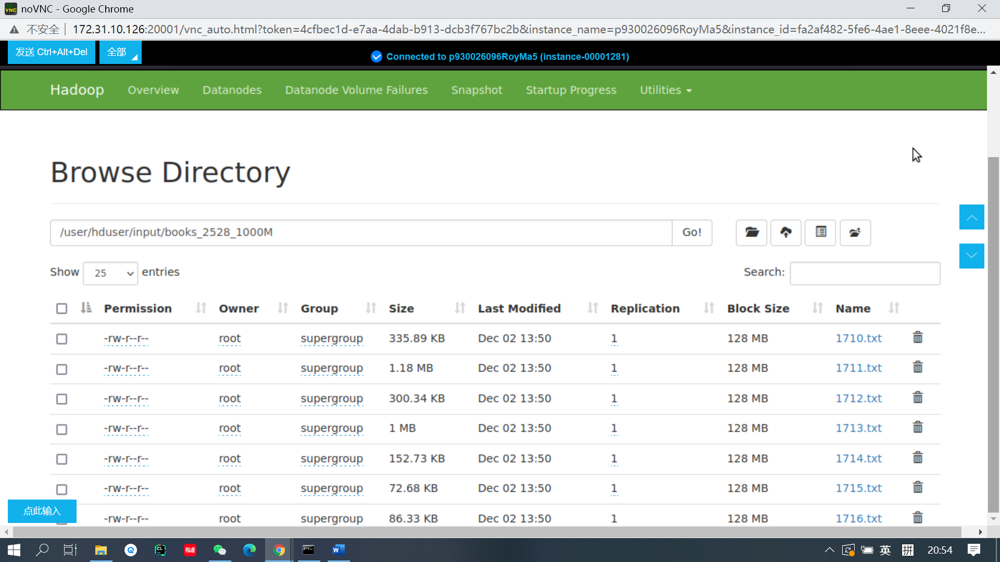 noVNC - Google Chrome
不安全 172.31.10.126:20001/vnc_auto.html?token=4cfbec1d-e7aa-4dab-b913-dcb3f767bc2b&instance_name=p930026096RoyMa5&instance_id=fa2af482-5fe6-4ae1-8eee-4021f8e...
发送 Ctrl+Alt+Del 全部 Connected to p930026096RoyMa5 (instance-00001281)
Hadoop Overview Datanodes Datanode Volume Failures Snapshot Startup Progress Utilities
Browse Directory
/user/hduser/input/books_2528_1000M Go!
Show 25 entries Search:
Permission Owner Group Size Last Modified Replication Block Size Name
-rw-r--r-- root supergroup 335.89 KB Dec 02 13:50 1 128 MB 1710.txt
-rw-r--r-- root supergroup 1.18 MB Dec 02 13:50 1 128 MB 1711.txt
-rw-r--r-- root supergroup 300.34 KB Dec 02 13:50 1 128 MB 1712.txt
-rw-r--r-- root supergroup 1 MB Dec 02 13:50 1 128 MB 1713.txt
-rw-r--r-- root supergroup 152.73 KB Dec 02 13:50 1 128 MB 1714.txt
-rw-r--r-- root supergroup 72.68 KB Dec 02 13:50 1 128 MB 1715.txt
点此输入
-rw-r--r-- root supergroup 86.33 KB Dec 02 13:50 1 128 MB 1716.txt
CL 有道 W 英 拼 20:54